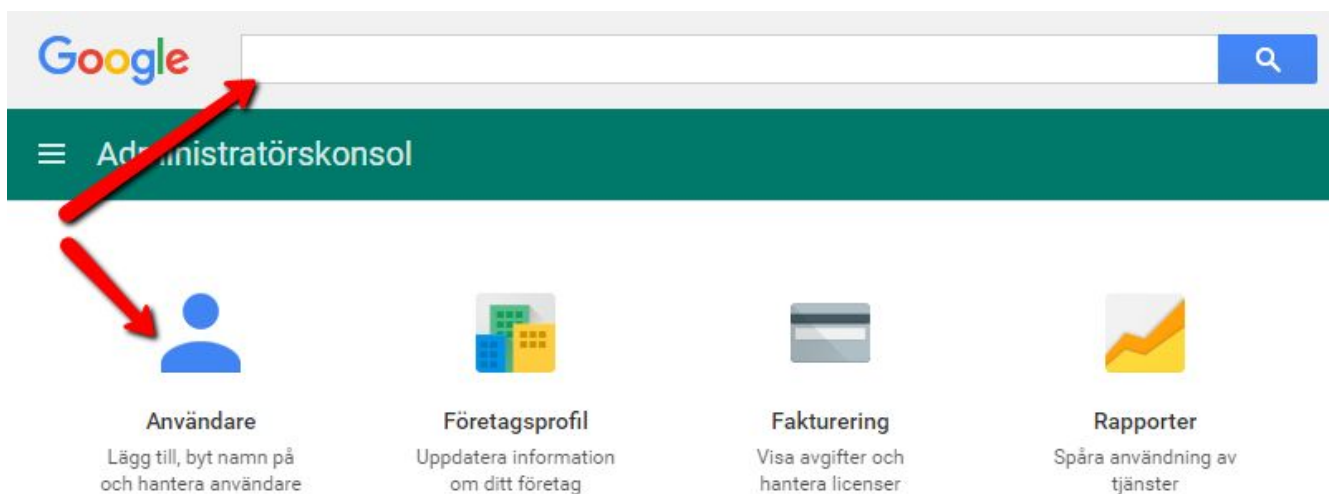 Google
Administratörskonsol
Användare
Lägg till, byt namn på
och hantera användare
Företagsprofil
Uppdatera information
om ditt företag
Fakturering
Visa avgifter och
hantera licenser
Rapporter
Spåra användning av
tjänster